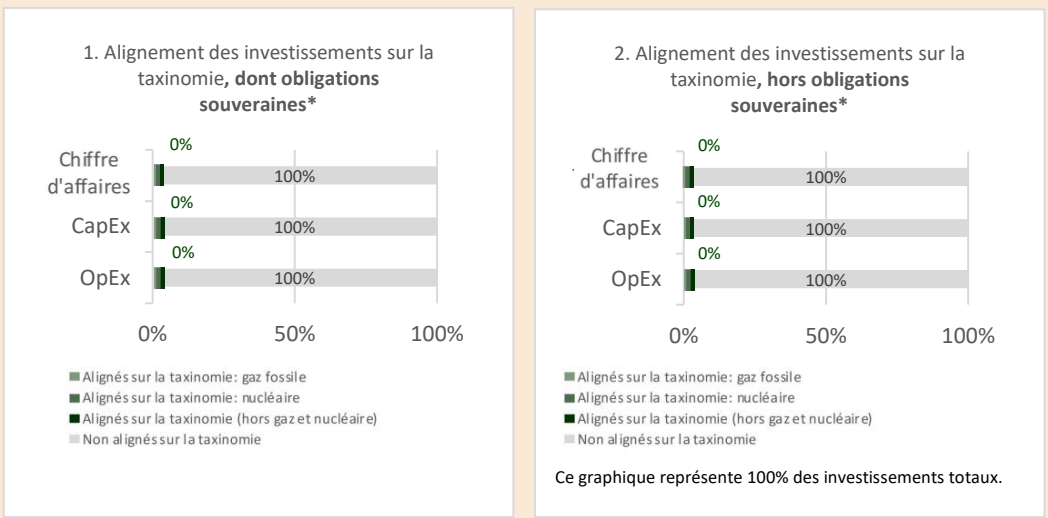 1. Alignement des investissements sur la
taxinomie, dont obligations
souveraines*
0%
Chiffre
d'affaires
100%
0%
CapEx
100%
0%
OpEx
100%
0%
50%
100%
Alignés sur la taxinomie: gaz fossile
Alignés sur la taxinomie: nucléaire
Alignés sur la taxinomie (hors gaz et nucléaire)
Non alignés sur la taxinomie
2. Alignement des investissements sur la
taxinomie, hors obligations
souveraines*
0%
Chiffre
d'affaires
100%
0%
CapEx
100%
0%
OpEx
100%
0%
50%
100%
Alignés sur la taxinomie: gaz fossile
Alignés sur la taxinomie: nucléaire
Alignés sur la taxinomie (hors gaz et nucléaire)
Non alignés sur la taxinomie
Ce graphique représente 100% des investissements totaux.